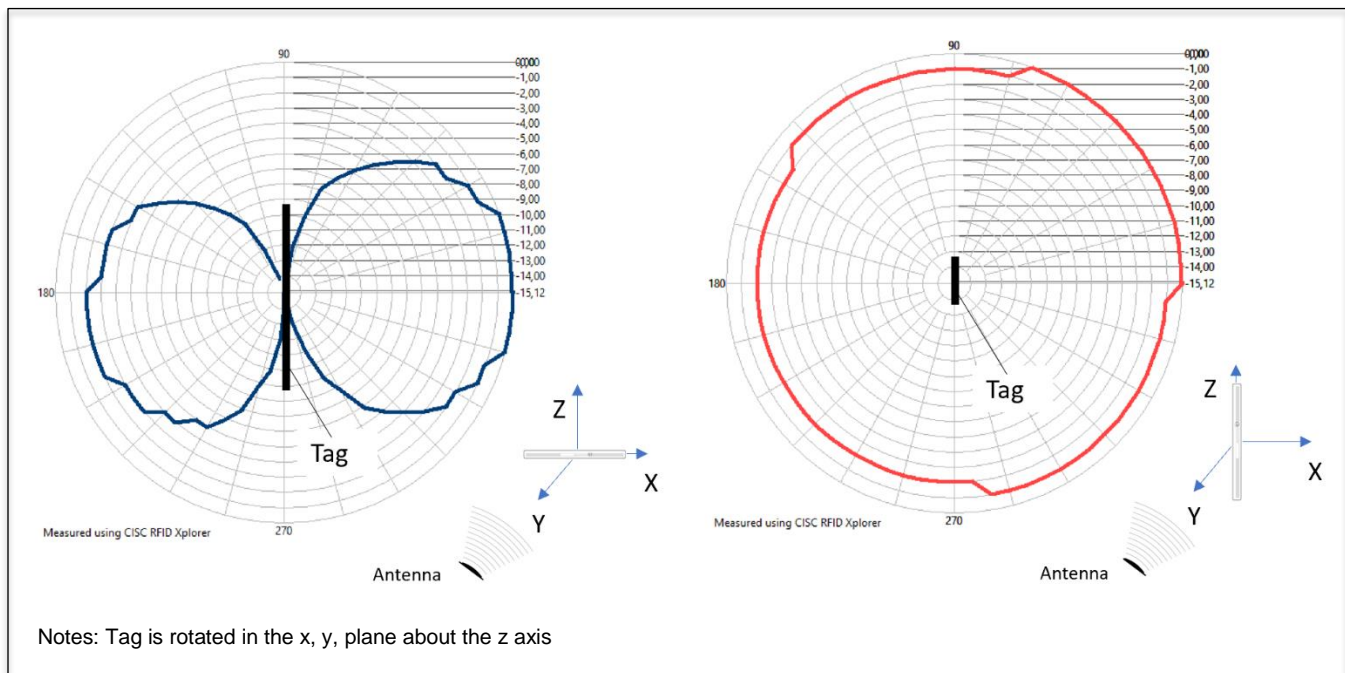 90
0,00
-1,00
-2,00
-3,00
-4,00
-5,00
-6,00
-7,00
-8,00
-9,00
-10,00
-11,00
-12,00
-13,00
-14,00
-15,12
180
270
Tag
Z
X
Y
Measured using CISC RFID Xplorer
Antenna
90
0,00
-1,00
-2,00
-3,00
-4,00
-5,00
-6,00
-7,00
-8,00
-9,00
-10,00
-11,00
-12,00
-13,00
-14,00
-15,12
180
270
Tag
Z
X
Y
Measured using CISC RFID Xplorer
Antenna
Notes: Tag is rotated in the x, y, plane about the z axis